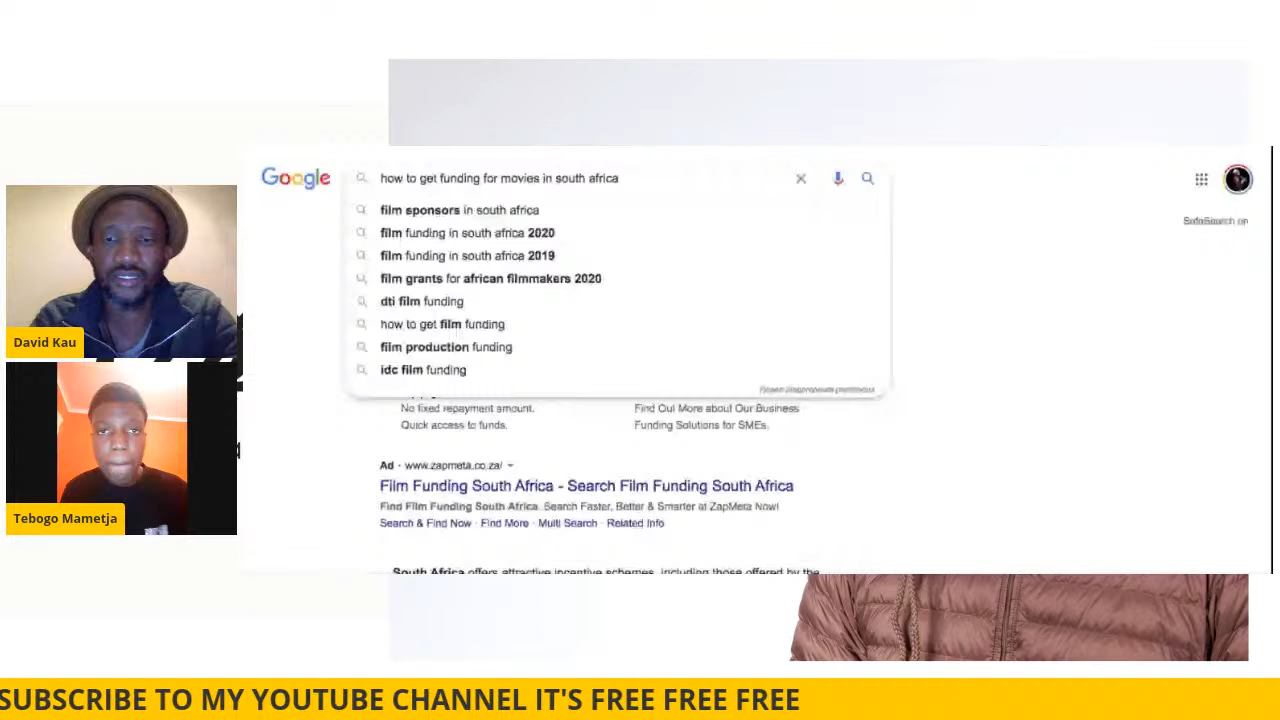 Google
how to get funding for movies in south africa
film sponsors in south africa
film funding in south africa 2020
film funding in south africa 2019
film grants for african filmmakers 2020
dti film funding
how to get film funding
film production funding
idc film funding
Report inappropriate predictions
SafeSearch on
No fixed repayment amount. Find Out More about Our Business
Quick access to funds. Funding Solutions for SMEs.
Ad · www.zapmeta.co.za/
Film Funding South Africa - Search Film Funding South Africa
Find Film Funding South Africa. Search Faster, Better & Smarter at ZapMeta Now!
Search & Find Now · Find More · Multi Search · Related Info
South Africa offers attractive incentive schemes, including those offered by the
David Kau
Tebogo Mametja
SUBSCRIBE TO MY YOUTUBE CHANNEL IT'S FREE FREE FREE